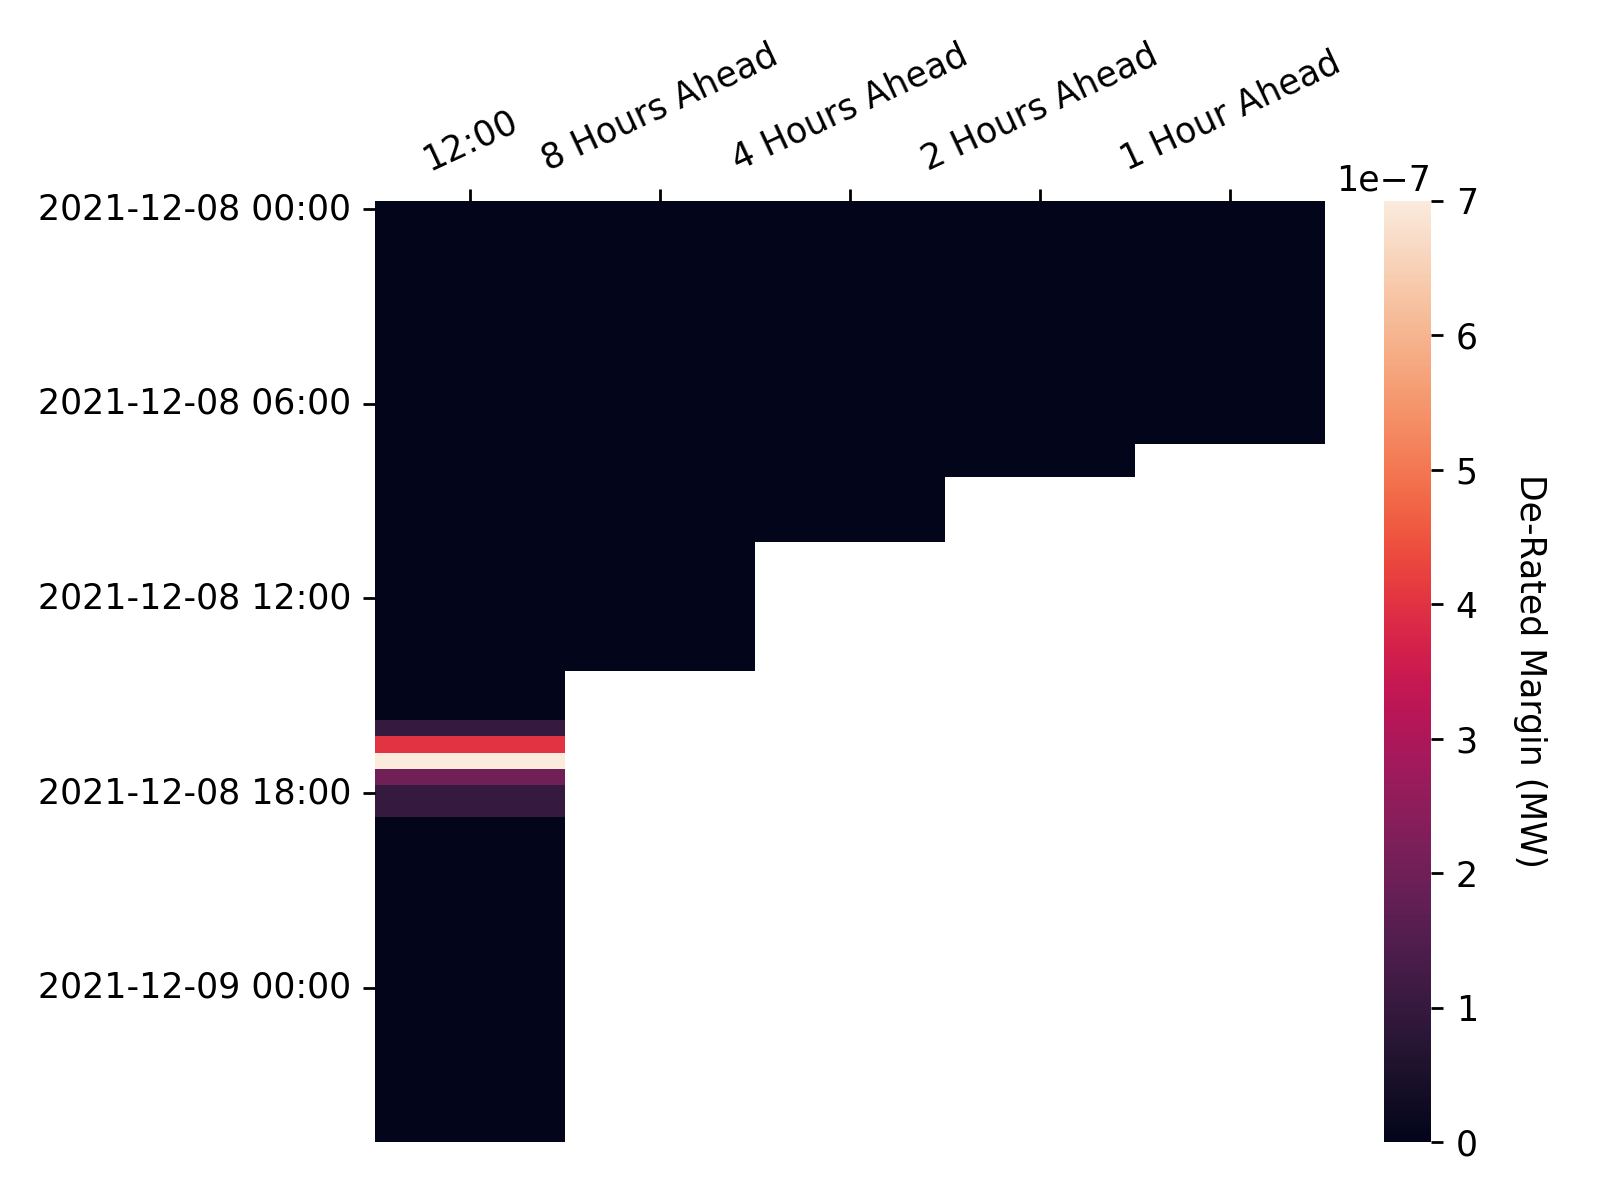 12:00
8 Hours Ahead
4 Hours Ahead
2 Hours Ahead
1 Hour Ahead
2021-12-08 00:00
2021-12-08 06:00
2021-12-08 12:00
2021-12-08 18:00
2021-12-09 00:00
1e−7
7
6
5
4
3
2
1
0
De-Rated Margin (MW)